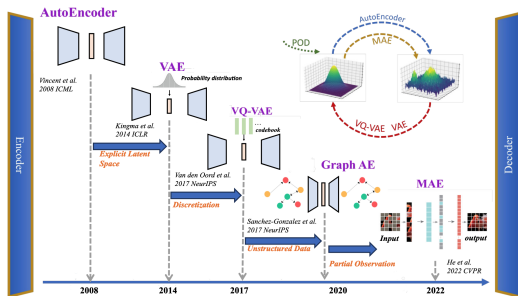 AutoEncoder
Vincent et al.
2008 ICML
VAE
Probability distribution
Kingma et al.
2014 ICLR
Explicit Latent
Space
VQ-VAE
...
codebook
Van den Oord et al.
2017 NeurIPS
Discretization
Graph AE
Sanchez-Gonzalez et al.
2017 NeurIPS
Unstructured Data
MAE
Input
output
He et al.
2022 CVPR
Partial Observation
AutoEncoder
MAE
POD
VQ-VAE VAE
Encoder
Decoder
2008
2014
2017
2020
2022